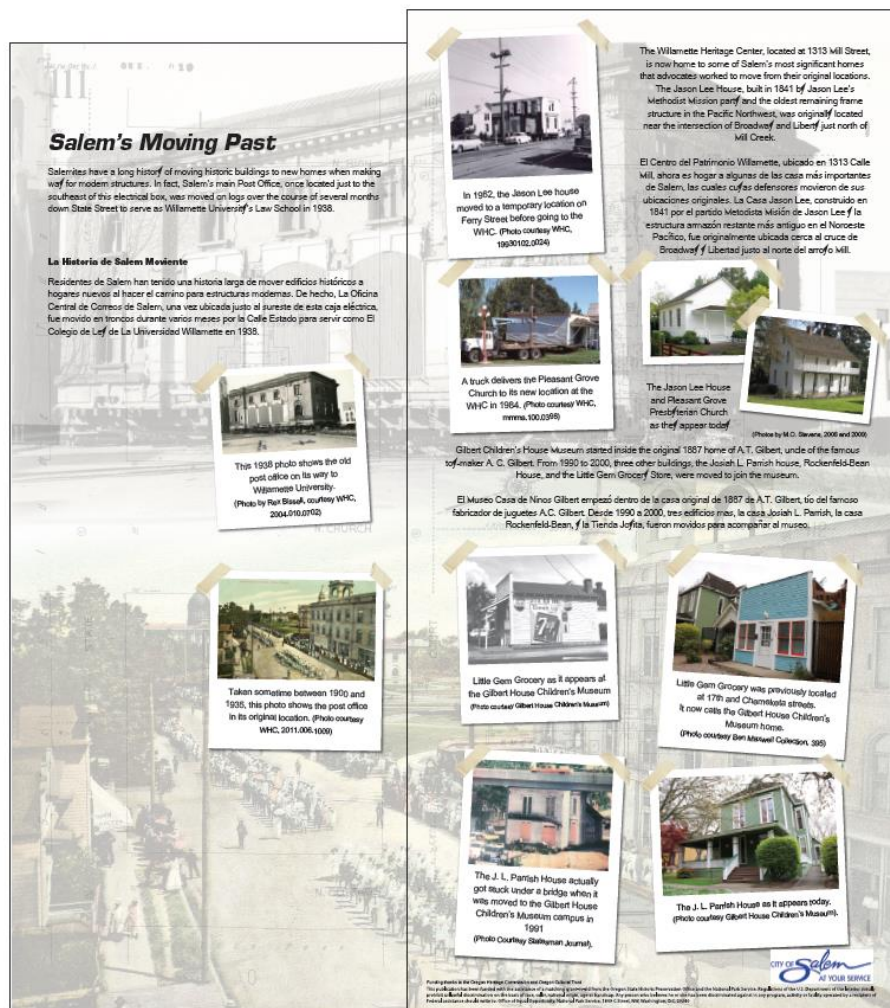 Salem's Moving Past
Salemites have a long history of moving historic buildings to new homes when making
way for modern structures. In fact, Salem's main Post Office, once located just to the
southeast of this electrical box, was moved on logs over the course of several months
down State Street to serve as Willamette University's Law School in 1938.
La Historia de Salem Moviente
Residentes de Salem han tenido una historia larga de mover edificios históricos a
hogares nuevos al hacer el camino para estructuras modernas. De hecho, La Oficina
Central de Correos de Salem, una vez ubicada justo al sureste de esta caja eléctrica,
fue movido en troncos durante varios meses por la Calle Estado para servir como El
Colegio de Ley de La Universidad Willamette en 1938.
This 1938 photo shows the old
post office on its way to
Willamette University.
(Photo by Rex Bissell, courtesy WHC,
2004.010.0702)
Taken sometime between 1900 and
1935, this photo shows the post office
in its original location. (Photo courtesy
WHC, 2011.006.1009)
In 1962, the Jason Lee house
moved to a temporary location on
Ferry Street before going to the
WHC. (Photo courtesy WHC,
19930102.0024)
The Willamette Heritage Center, located at 1313 Mill Street,
is now home to some of Salem's most significant homes
that advocates worked to move from their original locations.
The Jason Lee House, built in 1841 by Jason Lee's
Methodist Mission party and the oldest remaining frame
structure in the Pacific Northwest, was originally located
near the intersection of Broadway and Liberty just north of
Mill Creek.
El Centro del Patrimonio Willamette, ubicado en 1313 Calle
Mill, ahora es hogar a algunas de las casa más importantes
de Salem, las cuales cuyas defensores movieron de sus
ubicaciones originales. La Casa Jason Lee, construido en
1841 por el partido Metodista Misión de Jason Lee y la
estructura armazón restante más antiguo en el Noroeste
Pacífico, fue originalmente ubicada cerca al cruce de
Broadway y Libertad justo al norte del arroyo Mill.
A truck delivers the Pleasant Grove
Church to its new location at the
WHC in 1984. (Photo courtesy WHC,
mmma.100.0398)
The Jason Lee House
and Pleasant Grove
Presbyterian Church
as they appear today.
(Photos by M.O. Stevens, 2006 and 2009)
Gilbert Children's House Museum started inside the original 1887 home of A.T. Gilbert, uncle of the famous
toy-maker A. C. Gilbert. From 1990 to 2000, three other buildings, the Josiah L. Parrish house, Rockenfeld-Bean
House, and the Little Gem Grocery Store, were moved to join the museum.
El Museo Casa de Ninos Gilbert empezó dentro de la casa original de 1887 de A.T. Gilbert, tío del famoso
fabricador de juguetes A.C. Gilbert. Desde 1990 a 2000, tres edificios mas, la casa Josiah L. Parrish, la casa
Rockenfeld-Bean, y la Tienda Joyita, fueron movidos para acompañar al museo.
Little Gem Grocery as it appears at
the Gilbert House Children's Museum
(Photo courtesy Gilbert House Children's Museum)
Little Gem Grocery was previously located
at 17th and Chemeketa streets.
It now calls the Gilbert House Children's
Museum home.
(Photo courtesy Ben Maxwell Collection, 395)
The J. L. Parrish House actually
got stuck under a bridge when it
was moved to the Gilbert House
Children's Museum campus in
1991
(Photo Courtesy Statesman Journal).
The J. L. Parrish House as it appears today.
(Photo courtesy Gilbert House Children's Museum).
CITY OF Salem
AT YOUR SERVICE
Funding thanks to the Oregon Heritage Commission and Oregon Cultural Trust